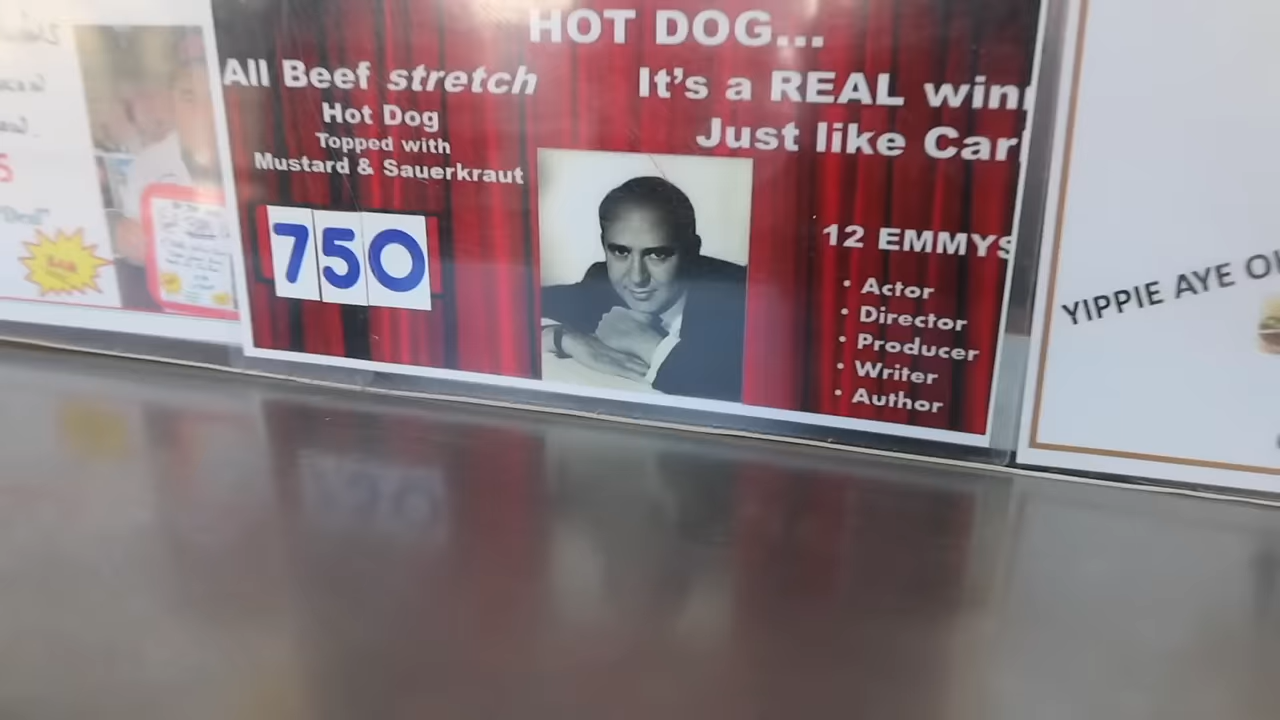 HOT DOG...
All Beef stretch
Hot Dog
Topped with
Mustard & Sauerkraut
750
It's a REAL win
Just like Car
12 EMMYS
• Actor
• Director
• Producer
• Writer
• Author
YIPPIE AYE